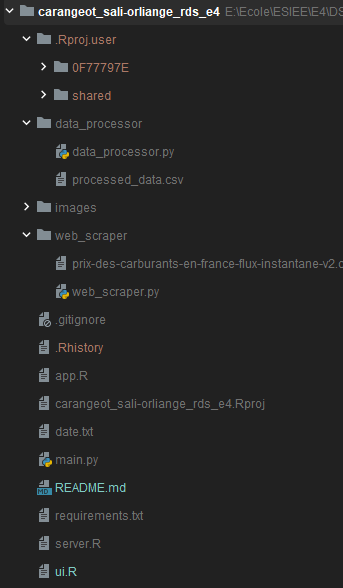 carangeot_sali-orliange_rds_e4 E:\Ecole\ESIEE\E4\DS
.Rproj.user
0F77797E
shared
data_processor
data_processor.py
processed_data.csv
images
web_scraper
prix-des-carburants-en-france-flux-instantane-v2.c
web_scraper.py
.gitignore
.Rhistory
app.R
carangeot_sali-orliange_rds_e4.Rproj
date.txt
main.py
MD README.md
requirements.txt
server.R
ui.R